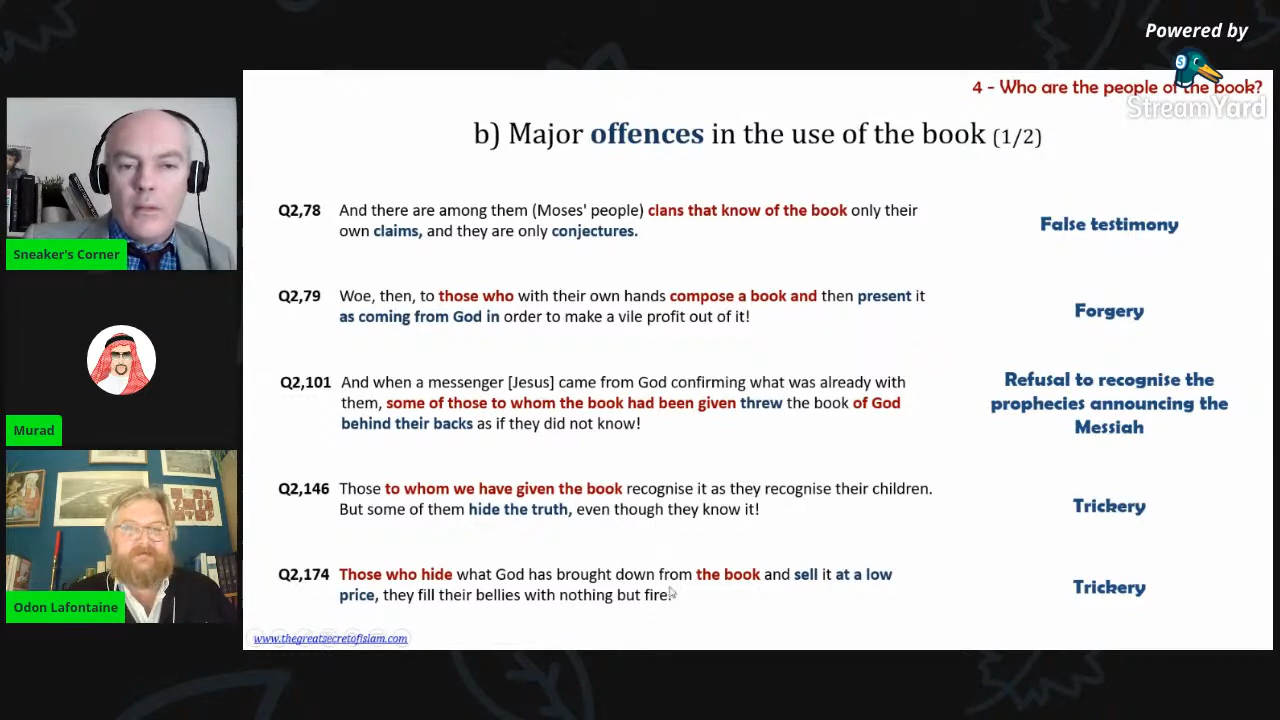 Powered by
StreamYard
4 - Who are the people of the book?
b) Major offences in the use of the book (1/2)
Q2,78 And there are among them (Moses' people) clans that know of the book only their
own claims, and they are only conjectures.
False testimony
Q2,79 Woe, then, to those who with their own hands compose a book and then present it
as coming from God in order to make a vile profit out of it!
Forgery
Q2,101 And when a messenger [Jesus] came from God confirming what was already with
them, some of those to whom the book had been given threw the book of God
behind their backs as if they did not know!
Refusal to recognise the
prophecies announcing the
Messiah
Q2,146 Those to whom we have given the book recognise it as they recognise their children.
But some of them hide the truth, even though they know it!
Trickery
Q2,174 Those who hide what God has brought down from the book and sell it at a low
price, they fill their bellies with nothing but fire.
Trickery
www.thegreatsecretofislam.com
Sneaker's Corner
Murad
Odon Lafontaine